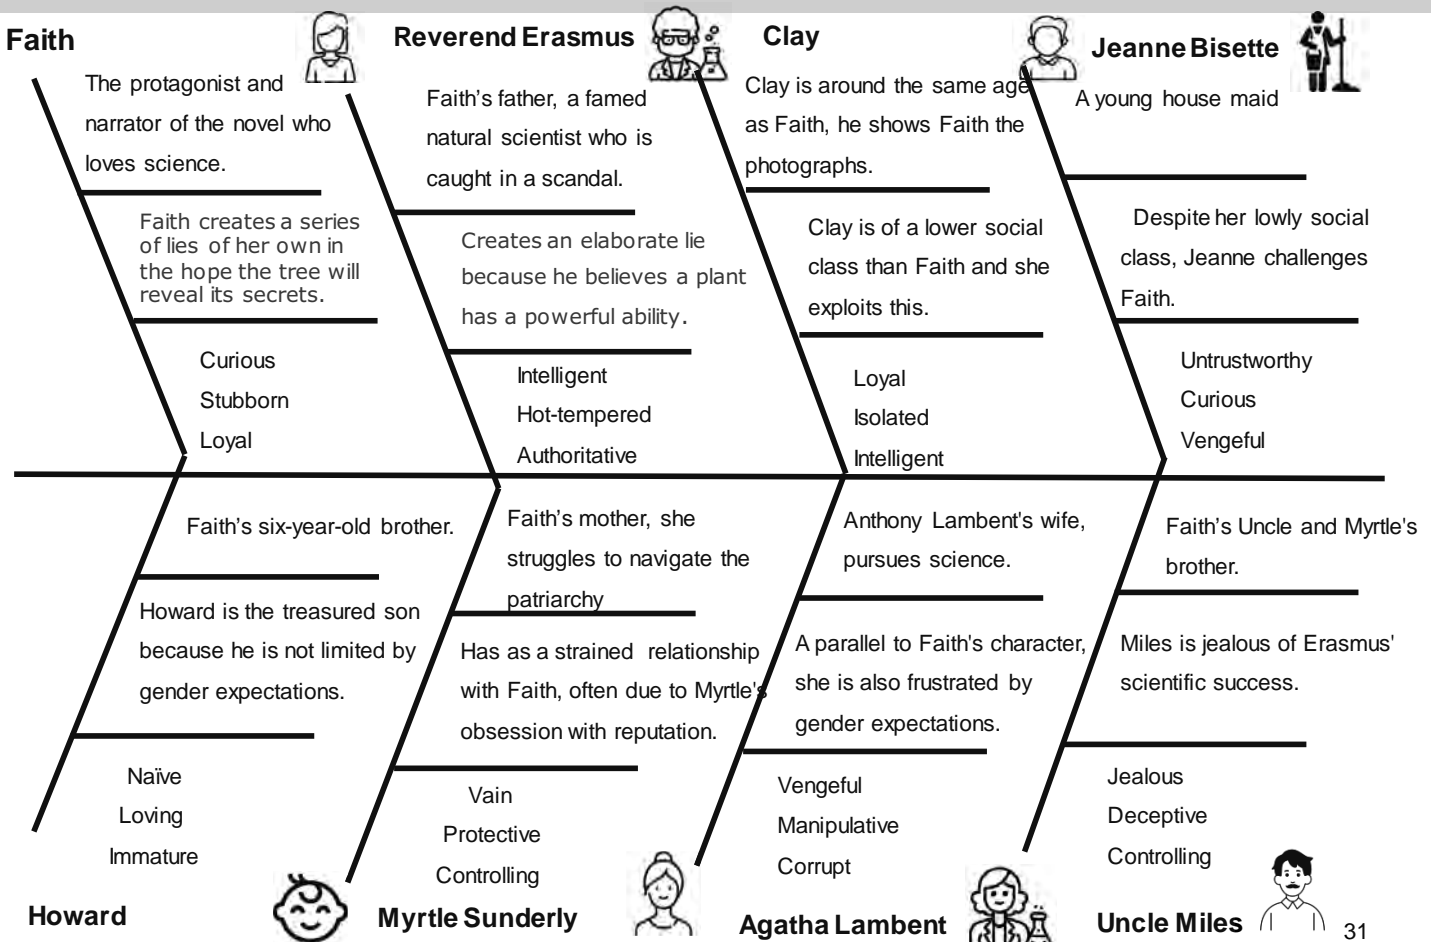 Faith
The protagonist and
narrator of the novel who
loves science.
Faith creates a series
of lies of her own in
the hope the tree will
reveal its secrets.
Curious
Stubborn
Loyal
Reverend Erasmus
Faith's father, a famed
natural scientist who is
caught in a scandal.
Creates an elaborate lie
because he believes a plant
has a powerful ability.
Intelligent
Hot-tempered
Authoritative
Clay
Clay is around the same age
as Faith, he shows Faith the
photographs.
Clay is of a lower social
class than Faith and she
exploits this.
Loyal
Isolated
Intelligent
Jeanne Bisette
A young house maid
Despite her lowly social
class, Jeanne challenges
Faith.
Untrustworthy
Curious
Vengeful
Faith's six-year-old brother.
Howard is the treasured son
because he is not limited by
gender expectations.
Naïve
Loving
Immature
Howard
Faith's mother, she
struggles to navigate the
patriarchy
Has as a strained relationship
with Faith, often due to Myrtle's
obsession with reputation.
Vain
Protective
Controlling
Myrtle Sunderly
Anthony Lambent's wife,
pursues science.
A parallel to Faith's character,
she is also frustrated by
gender expectations.
Vengeful
Manipulative
Corrupt
Agatha Lambent
Faith's Uncle and Myrtle's
brother.
Miles is jealous of Erasmus'
scientific success.
Jealous
Deceptive
Controlling
Uncle Miles
31